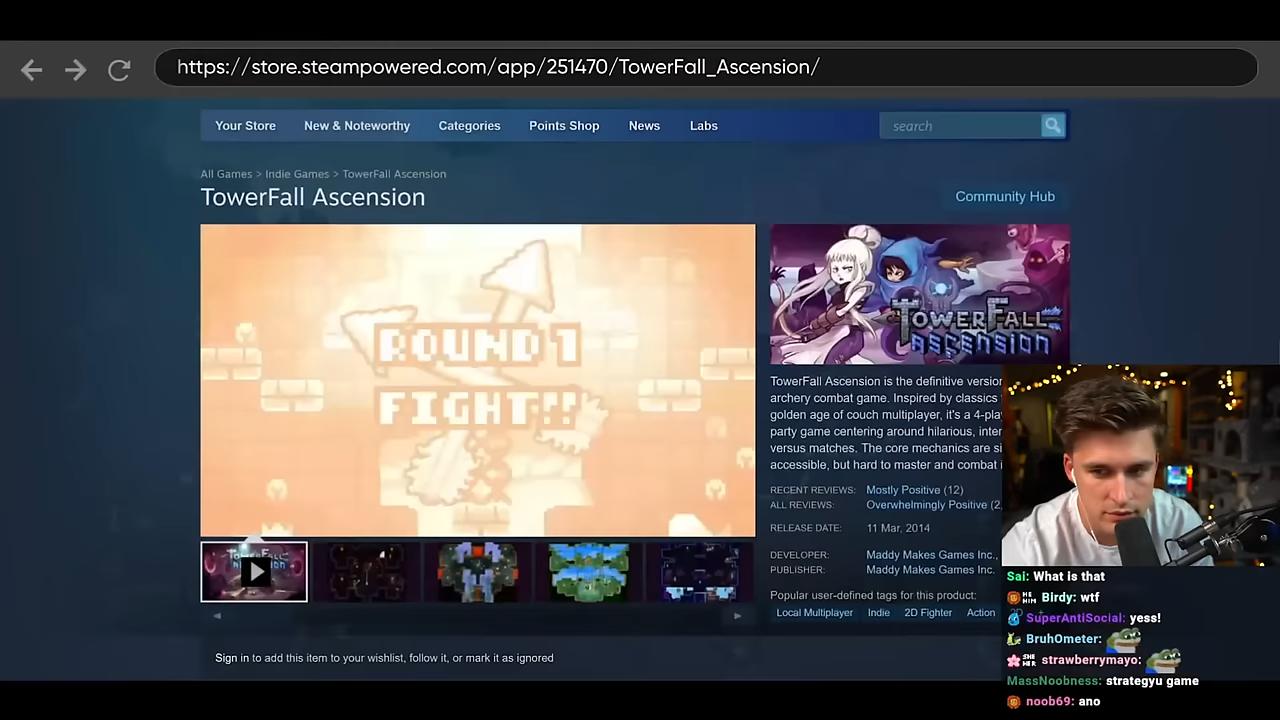 https://store.steampowered.com/app/251470/TowerFall_Ascension/
Your Store New & Noteworthy Categories Points Shop News Labs
search
All Games > Indie Games > TowerFall Ascension
TowerFall Ascension
Community Hub
ROUND 1
FIGHT!!
TOWERFALL
ASCENSION
TowerFall Ascension is the definitive version
archery combat game. Inspired by classics
golden age of couch multiplayer, it's a 4-pla
party game centering around hilarious, inter
versus matches. The core mechanics are si
accessible, but hard to master and combat i
RECENT REVIEWS: Mostly Positive (12)
ALL REVIEWS: Overwhelmingly Positive (2,
RELEASE DATE: 11 Mar, 2014
DEVELOPER: Maddy Makes Games Inc.,
PUBLISHER: Maddy Makes Games Inc.
Popular user-defined tags for this product:
Local Multiplayer Indie 2D Fighter Action
Sign in to add this item to your wishlist, follow it, or mark it as ignored
Sai: What is that
HE HIM Birdy: wtf
SuperAntiSocial: yess!
BruhOmeter:
SHE HER strawberrymayo:
MassNoobness: strategyu game
noob69: ano